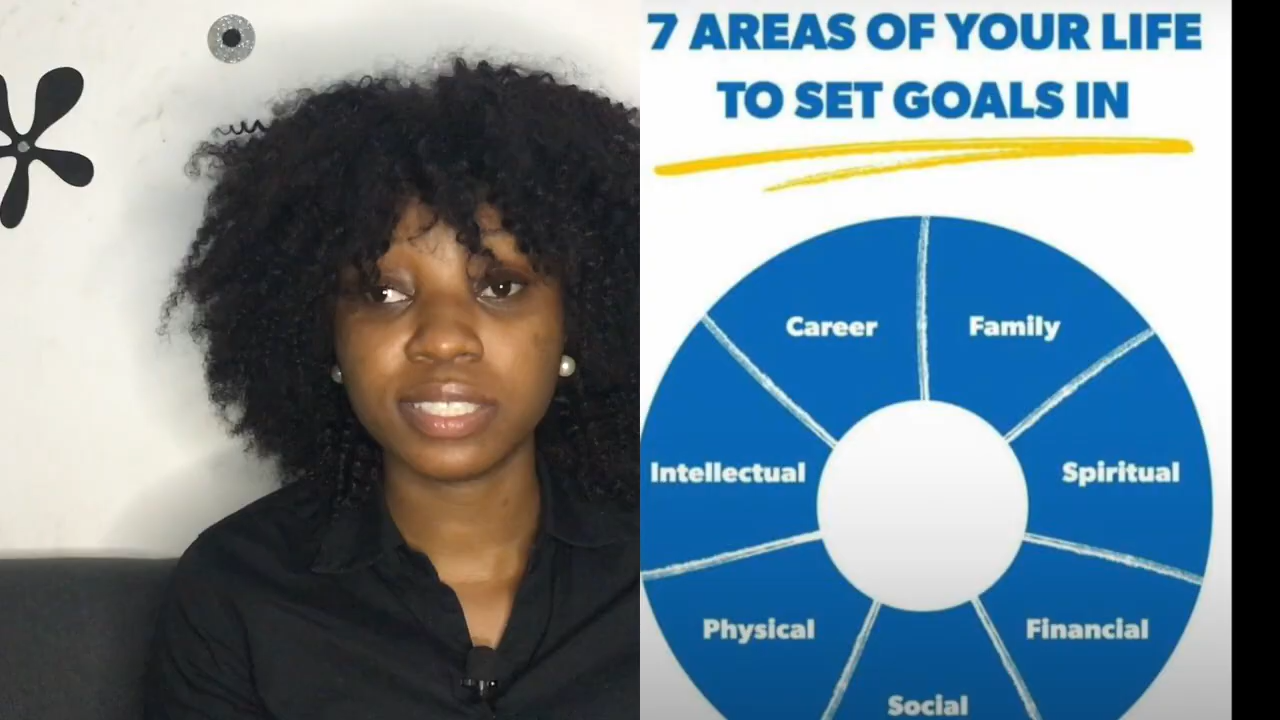 7 AREAS OF YOUR LIFE
TO SET GOALS IN
Career
Family
Intellectual
Spiritual
Physical
Financial
Social